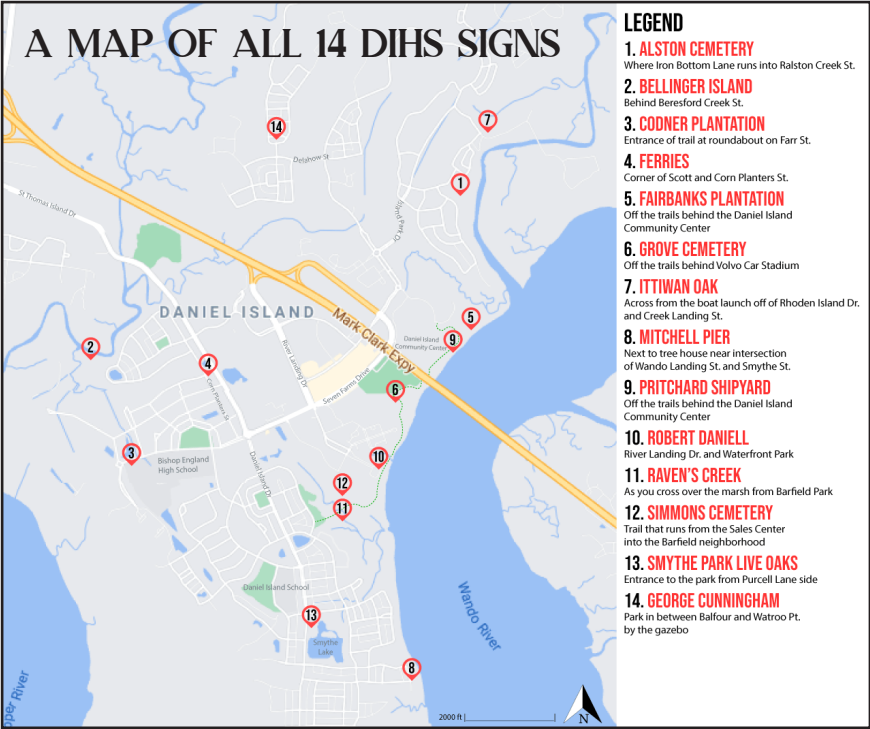 A MAP OF ALL 14 DIHS SIGNS
14
7
Delahow St
1
St Thomas Island Dr
Island Park Dr
DANIEL ISLAND
Mark Clark Expy
5
Daniel Island
Community Center
9
2
4
River Landing Dr
Seven Farms Drive
6
Corn Planters St
3
Bishop England
High School
10
Daniel Island Dr
12
11
Daniel Island School
13
Smythe
Lake
Wando River
8
oper River
2000 ft
N
LEGEND
1. ALSTON CEMETERY
Where Iron Bottom Lane runs into Ralston Creek St.
2. BELLINGER ISLAND
Behind Beresford Creek St.
3. CODNER PLANTATION
Entrance of trail at roundabout on Farr St.
4. FERRIES
Corner of Scott and Corn Planters St.
5. FAIRBANKS PLANTATION
Off the trails behind the Daniel Island
Community Center
6. GROVE CEMETERY
Off the trails behind Volvo Car Stadium
7. ITTIWAN OAK
Across from the boat launch off of Rhoden Island Dr.
and Creek Landing St.
8. MITCHELL PIER
Next to tree house near intersection
of Wando Landing St. and Smythe St.
9. PRITCHARD SHIPYARD
Off the trails behind the Daniel Island
Community Center
10. ROBERT DANIELL
River Landing Dr. and Waterfront Park
11. RAVEN'S CREEK
As you cross over the marsh from Barfield Park
12. SIMMONS CEMETERY
Trail that runs from the Sales Center
into the Barfield neighborhood
13. SMYTHE PARK LIVE OAKS
Entrance to the park from Purcell Lane side
14. GEORGE CUNNINGHAM
Park in between Balfour and Watroo Pt.
by the gazebo